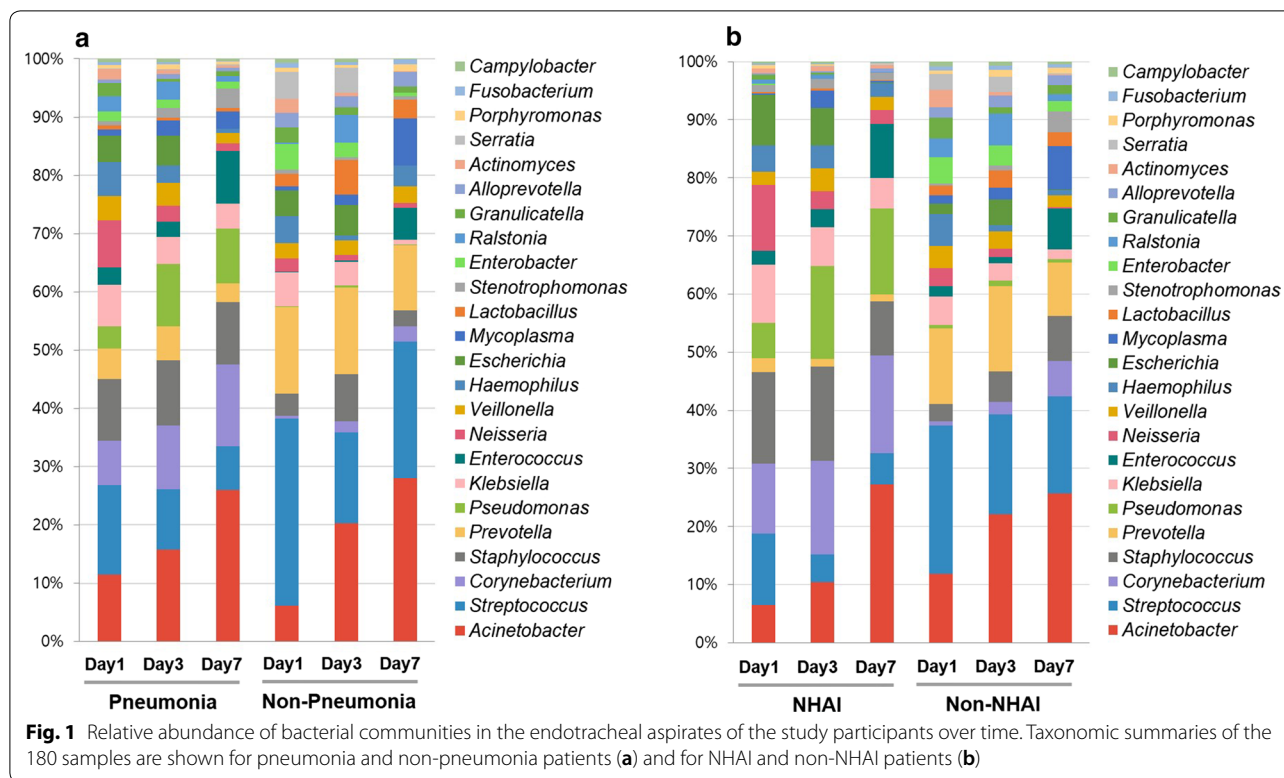 a
100%
90%
80%
70%
60%
50%
40%
30%
20%
10%
0%
Day1 Day3 Day7 Day1 Day3 Day7
Pneumonia Non-Pneumonia
Campylobacter
Fusobacterium
Porphyromonas
Serratia
Actinomyces
Alloprevotella
Granulicatella
Ralstonia
Enterobacter
Stenotrophomonas
Lactobacillus
Mycoplasma
Escherichia
Haemophilus
Veillonella
Neisseria
Enterococcus
Klebsiella
Pseudomonas
Prevotella
Staphylococcus
Corynebacterium
Streptococcus
Acinetobacter
b
100%
90%
80%
70%
60%
50%
40%
30%
20%
10%
0%
Day1 Day3 Day7 Day1 Day3 Day7
NHAI Non-NHAI
Campylobacter
Fusobacterium
Porphyromonas
Serratia
Actinomyces
Alloprevotella
Granulicatella
Ralstonia
Enterobacter
Stenotrophomonas
Lactobacillus
Mycoplasma
Escherichia
Haemophilus
Veillonella
Neisseria
Enterococcus
Klebsiella
Pseudomonas
Prevotella
Staphylococcus
Corynebacterium
Streptococcus
Acinetobacter
Fig. 1 Relative abundance of bacterial communities in the endotracheal aspirates of the study participants over time. Taxonomic summaries of the
180 samples are shown for pneumonia and non-pneumonia patients (a) and for NHAI and non-NHAI patients (b)